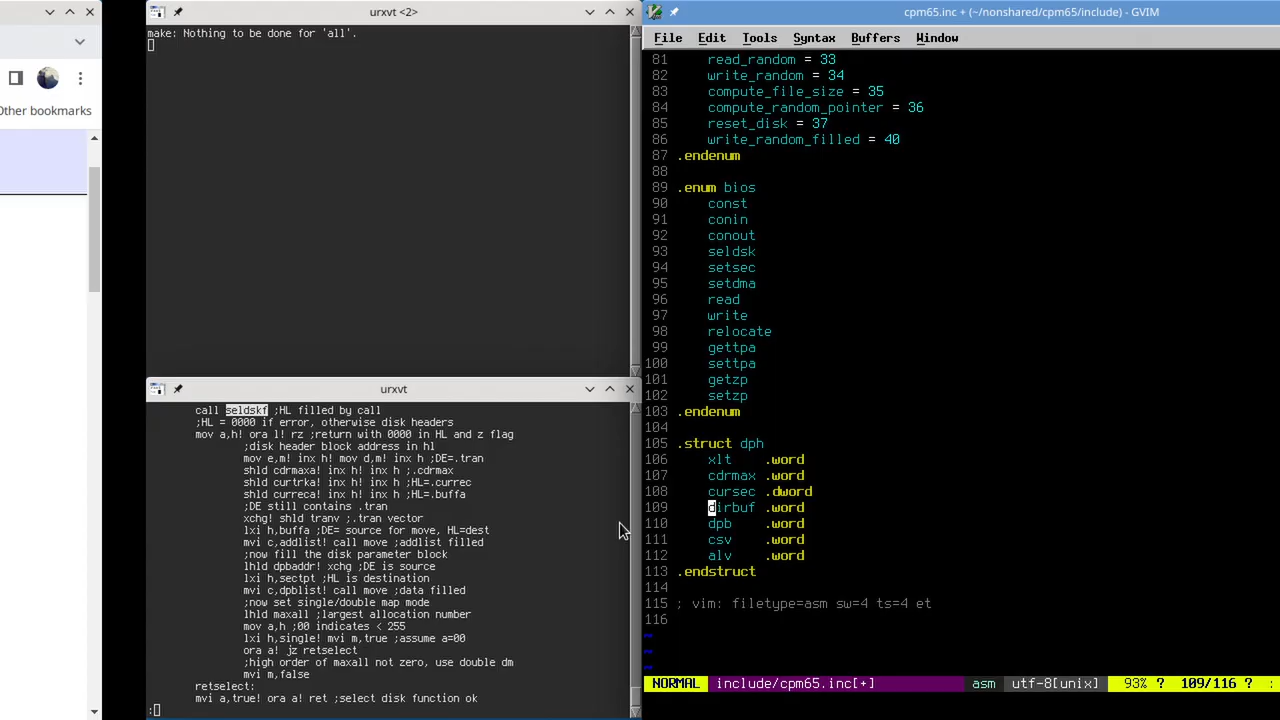 Other bookmarks
urxvt <2>
make: Nothing to be done for 'all'.
urxvt
call seldskf ;HL filled by call
;HL = 0000 if error, otherwise disk headers
mov a,h! ora l! rz ;return with 0000 in HL and z flag
;disk header block address in hl
mov e,m! inx h! mov d,m! inx h ;DE=.tran
shld cdrmaxa! inx h! inx h ;.cdrmax
shld curtrka! inx h! inx h ;HL=.currec
shld curreca! inx h! inx h ;HL=.buffa
;DE still contains .tran
xchg! shld tranv ;.tran vector
lxi h,buffa ;DE= source for move, HL=dest
mvi c,addlist! call move ;addlist filled
;now fill the disk parameter block
lhld dpbaddr! xchg ;DE is source
lxi h,sectpt ;HL is destination
mvi c,dpblist! call move ;data filled
;now set single/double map mode
lhld maxall ;largest allocation number
mov a,h ;00 indicates < 255
lxi h,single! mvi m,true ;assume a=00
ora a! jz retselect
;high order of maxall not zero, use double dm
mvi m,false
retselect:
mvi a,true! ora a! ret ;select disk function ok
:
cpm65.inc + (~/nonshared/cpm65/include) - GVIM
File Edit Tools Syntax Buffers Window
81 read_random = 33
82 write_random = 34
83 compute_file_size = 35
84 compute_random_pointer = 36
85 reset_disk = 37
86 write_random_filled = 40
87 .endenum
88
89 .enum bios
90 const
91 conin
92 conout
93 seldsk
94 setsec
95 setdma
96 read
97 write
98 relocate
99 gettpa
100 settpa
101 getzp
102 setzp
103 .endenum
104
105 .struct dph
106 xlt .word
107 cdrmax .word
108 cursec .dword
109 dirbuf .word
110 dpb .word
111 csv .word
112 alv .word
113 .endstruct
114
115 ; vim: filetype=asm sw=4 ts=4 et
116
~
~
~
NORMAL include/cpm65.inc[+] asm utf-8[unix] 93% ? 109/116 ? :